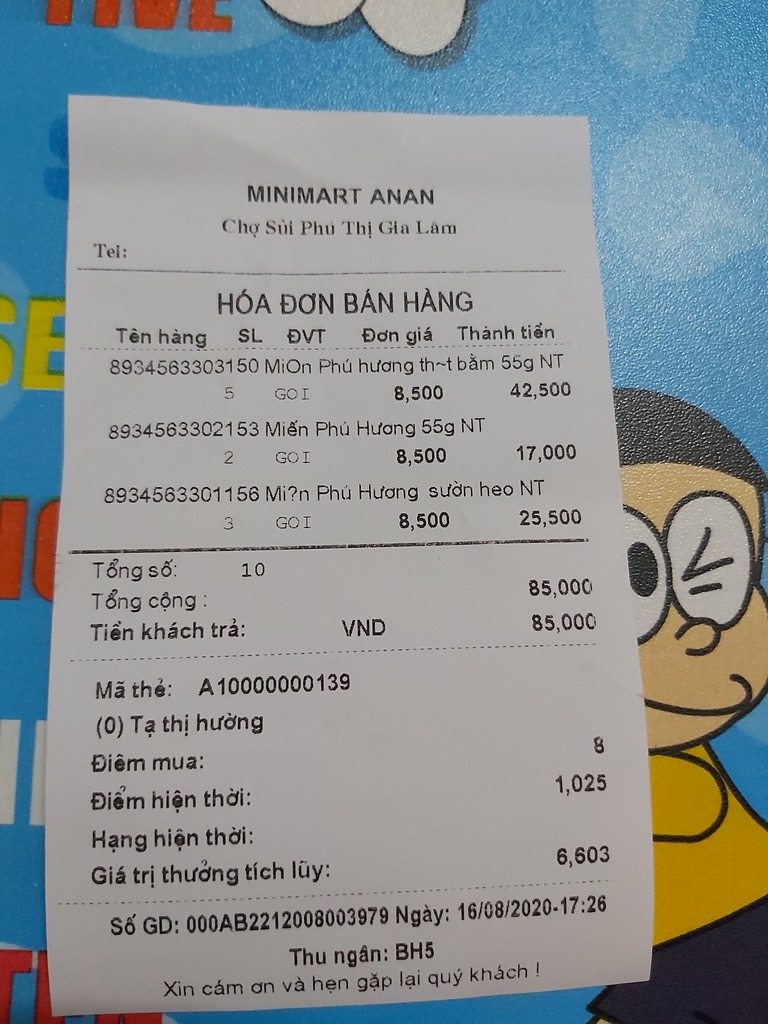 TIVE
MINIMART ANAN
Chợ Sủi Phú Thị Gia Lâm
Tel:
HÓA ĐƠN BÁN HÀNG
Tên hàng SL ĐVT Đơn giá Thành tiền
8934563303150 MiOn Phú hương th~t bằm 55g NT
5 GOI 8,500 42,500
8934563302153 Miến Phú Hương 55g NT
2 GOI 8,500 17,000
8934563301156 Mi?n Phú Hương sườn heo NT
3 GOI 8,500 25,500
Tổng số: 10
Tổng cộng : 85,000
Tiền khách trả: VND 85,000
Mã thẻ: A10000000139
(0) Tạ thị hường
Điểm mua: 8
Điểm hiện thời: 1,025
Hạng hiện thời:
Giá trị thưởng tích lũy: 6,603
Số GD: 000AB2212008003979 Ngày: 16/08/2020-17:26
Thu ngân: BH5
Xin cám ơn và hẹn gặp lại quý khách !